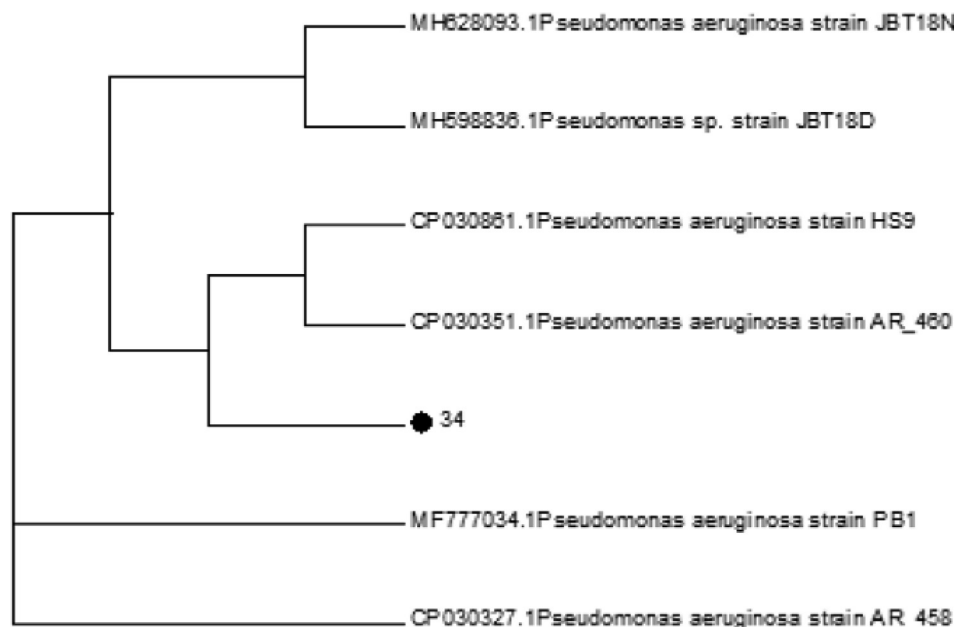 MH628093.1Pseudomonas aeruginosa strain JBT18N
MH598836.1Pseudomonas sp. strain JBT18D
CP030861.1Pseudomonas aeruginosa strain HS9
CP030351.1Pseudomonas aeruginosa strain AR_460
34
MF777034.1Pseudomonas aeruginosa strain PB1
CP030327.1Pseudomonas aeruginosa strain AR_458